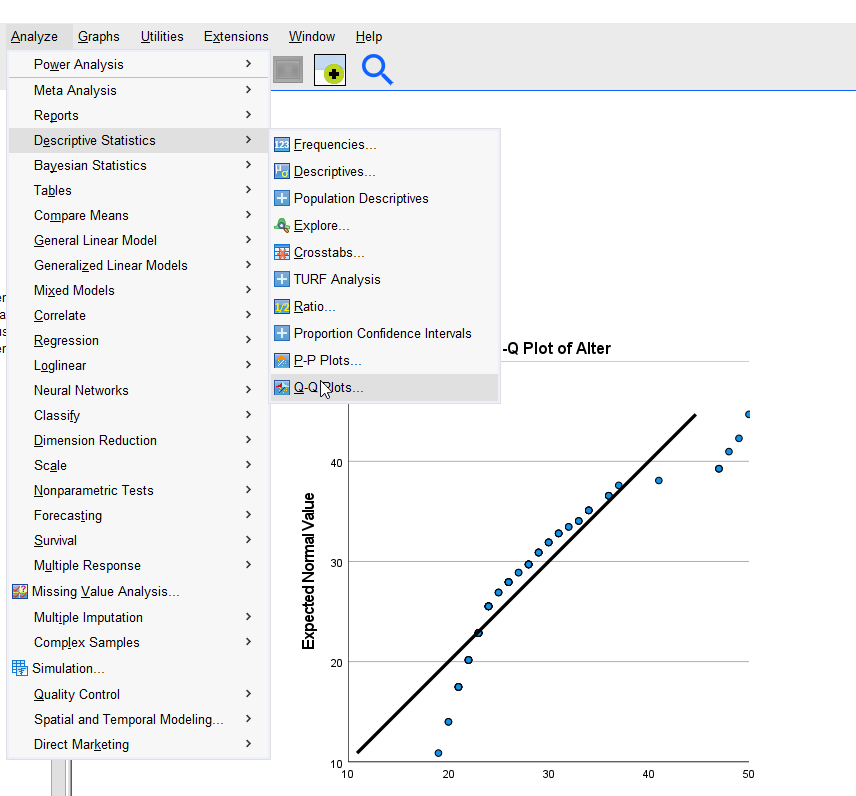 Analyze Graphs Utilities Extensions Window Help
Power Analysis
Meta Analysis
Reports
Descriptive Statistics
Bayesian Statistics
Tables
Compare Means
General Linear Model
Generalized Linear Models
Mixed Models
Correlate
Regression
Loglinear
Neural Networks
Classify
Dimension Reduction
Scale
Nonparametric Tests
Forecasting
Survival
Multiple Response
Missing Value Analysis...
Multiple Imputation
Complex Samples
Simulation...
Quality Control
Spatial and Temporal Modeling...
Direct Marketing
Frequencies...
Descriptives...
Population Descriptives
Explore...
Crosstabs...
TURF Analysis
Ratio...
Proportion Confidence Intervals
P-P Plots...
Q-Q Plots...
-Q Plot of Alter
Expected Normal Value
40
30
20
10
10 20 30 40 50